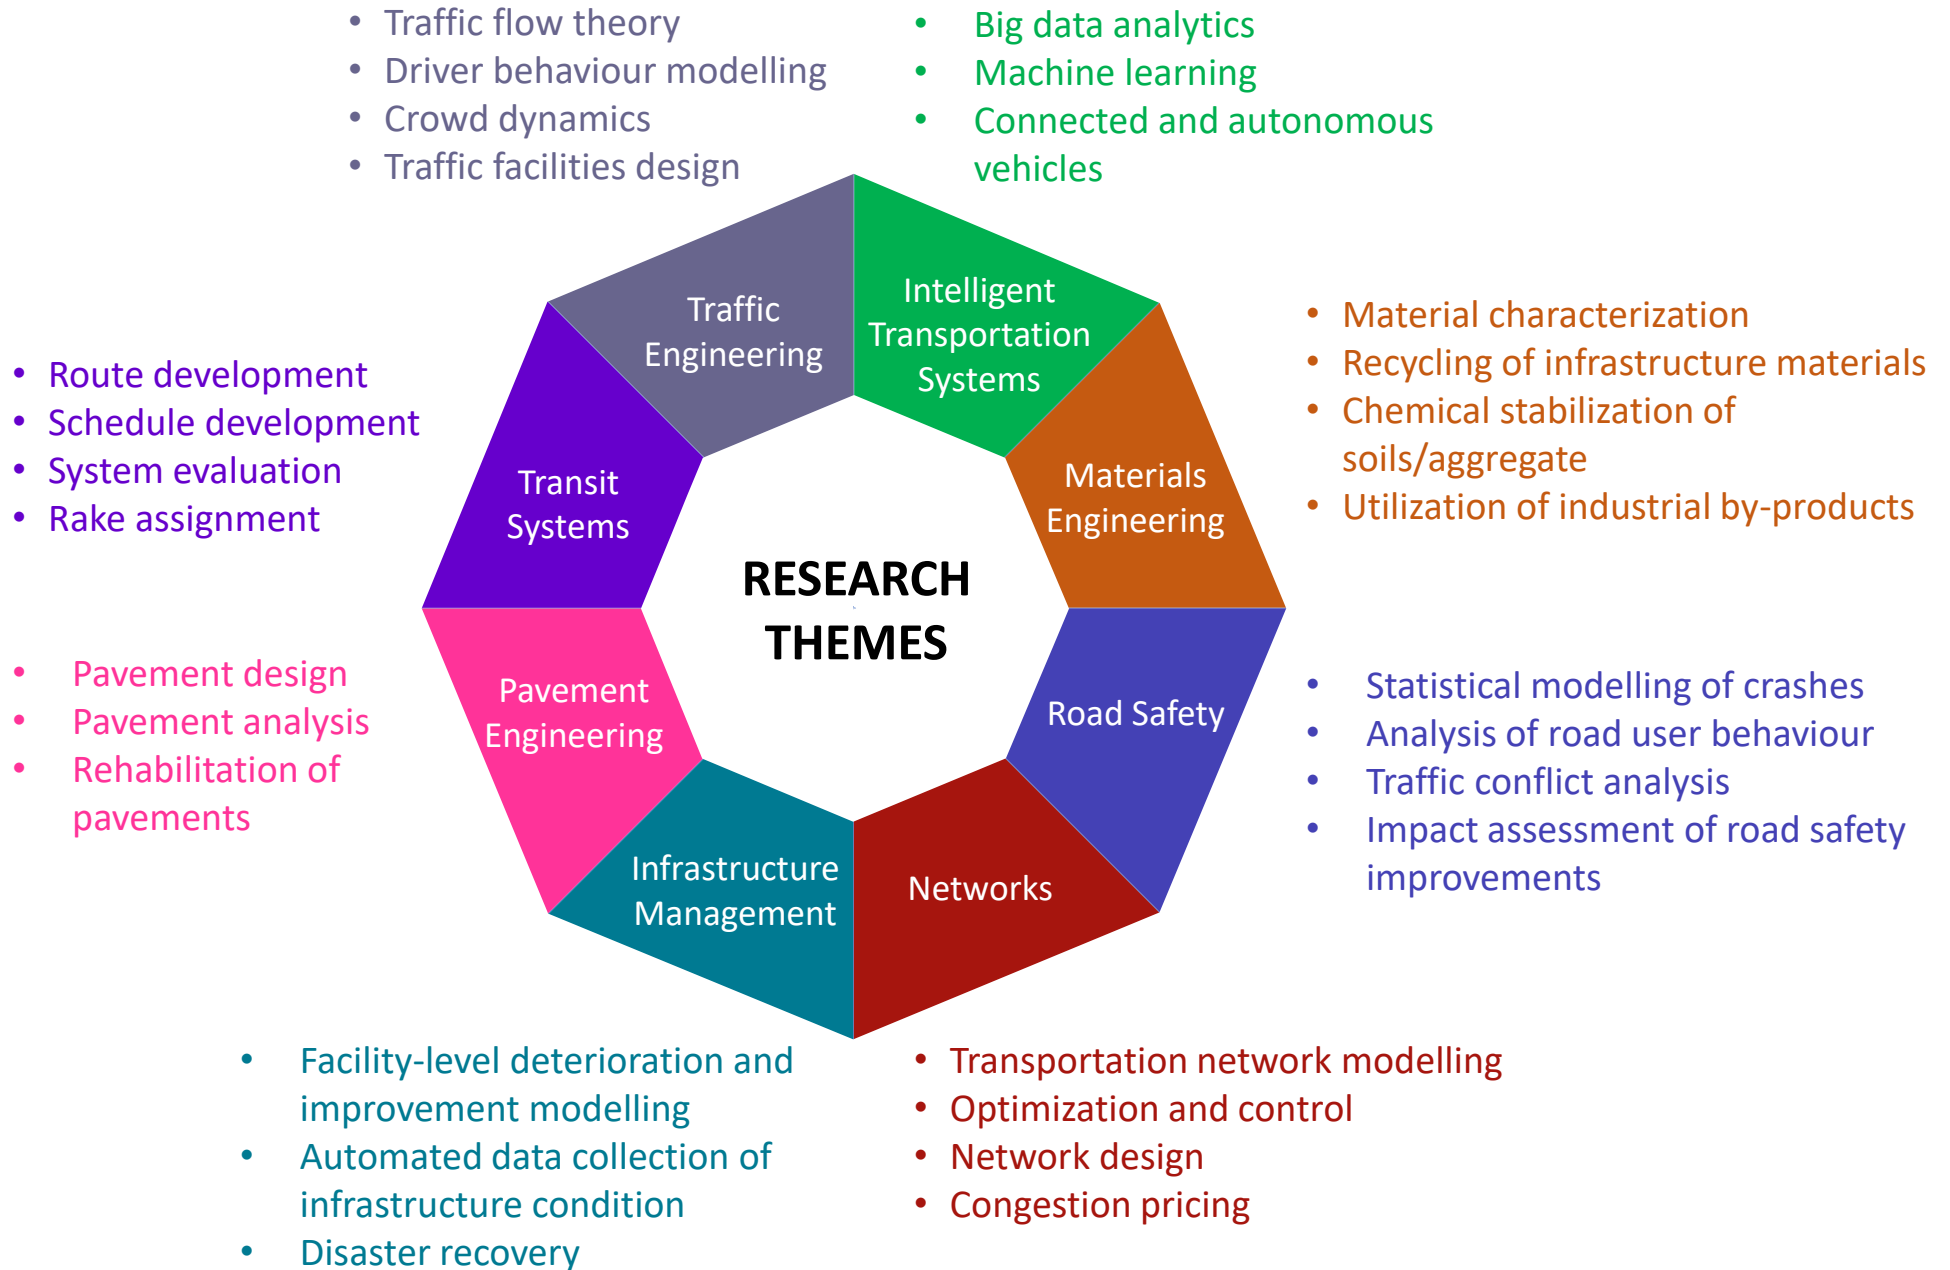 • Traffic flow theory
• Driver behaviour modelling
• Crowd dynamics
• Traffic facilities design
• Big data analytics
• Machine learning
• Connected and autonomous
vehicles
Traffic
Engineering
Intelligent
Transportation
Systems
• Material characterization
• Recycling of infrastructure materials
• Chemical stabilization of
soils/aggregate
• Utilization of industrial by-products
• Route development
• Schedule development
• System evaluation
• Rake assignment
Transit
Systems
Materials
Engineering
RESEARCH
THEMES
• Pavement design
• Pavement analysis
• Rehabilitation of
pavements
Pavement
Engineering
Road Safety
• Statistical modelling of crashes
• Analysis of road user behaviour
• Traffic conflict analysis
• Impact assessment of road safety
improvements
Infrastructure
Management
Networks
• Facility-level deterioration and
improvement modelling
• Automated data collection of
infrastructure condition
• Disaster recovery
• Transportation network modelling
• Optimization and control
• Network design
• Congestion pricing